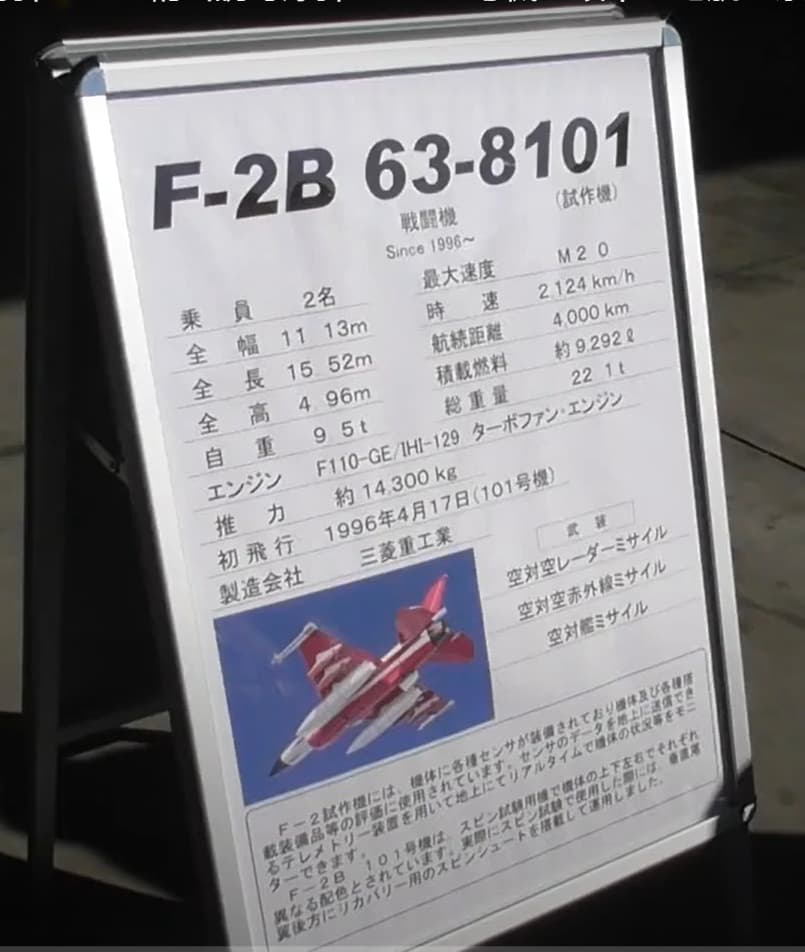 F-2B 63-8101
(試作機)
戦闘機
Since 1996～
乗員 2名
全幅 11 13m
全長 15 52m
全高 4 96m
自重 9 5t
最大速度 M2 0
時速 2,124 km/h
航続距離 4,000 km
積載燃料 約9,292ℓ
総重量 22 1t
エンジン F110-GE/IHI-129 ターボファン・エンジン
推力 約14,300 kg
初飛行 1996年4月17日(101号機)
製造会社 三菱重工業
武装
空対空レーダーミサイル
空対空赤外線ミサイル
空対艦ミサイル
F－2試作機には、機体に各種センサが装備されており機体及び各種搭
載装備品等の評価に使用されています。センサのデータを地上に送信でき
るテレメトリー装置を用いて地上にてリアルタイムで機体の状況等をモニ
ターできます。
F－2B 101号機は、スピン試験用機で機体の上下左右でそれぞれ
異なる配色とされています。実際にスピン試験で使用した際には、垂直尾
翼後方にリカバリー用のスピンシュートを搭載して運用しました。